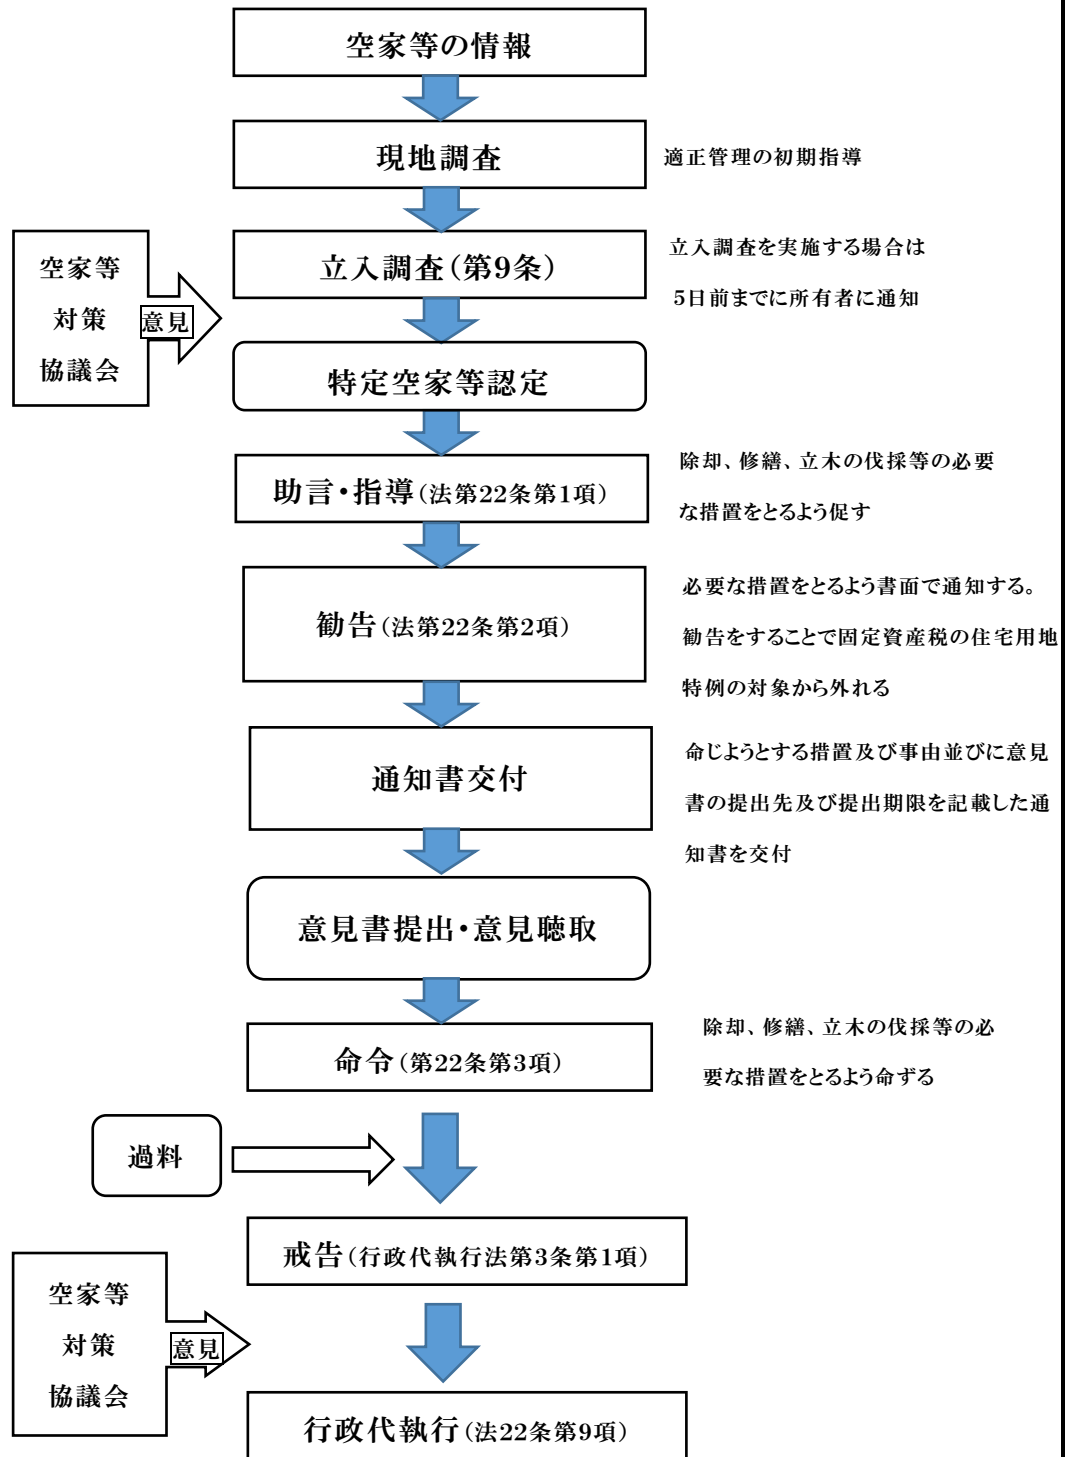 空家等の情報
現地調査
適正管理の初期指導
立入調査(第9条)
立入調査を実施する場合は
5日前までに所有者に通知
空家等
対策
協議会
意見
特定空家等認定
助言・指導(法第22条第1項)
除却、修繕、立木の伐採等の必要
な措置をとるよう促す
勧告(法第22条第2項)
必要な措置をとるよう書面で通知する。
勧告をすることで固定資産税の住宅用地
特例の対象から外れる
通知書交付
命じようとする措置及び事由並びに意見
書の提出先及び提出期限を記載した通
知書を交付
意見書提出・意見聴取
命令(第22条第3項)
除却、修繕、立木の伐採等の必
要な措置をとるよう命ずる
過料
戒告(行政代執行法第3条第1項)
空家等
対策
協議会
意見
行政代執行(法22条第9項)